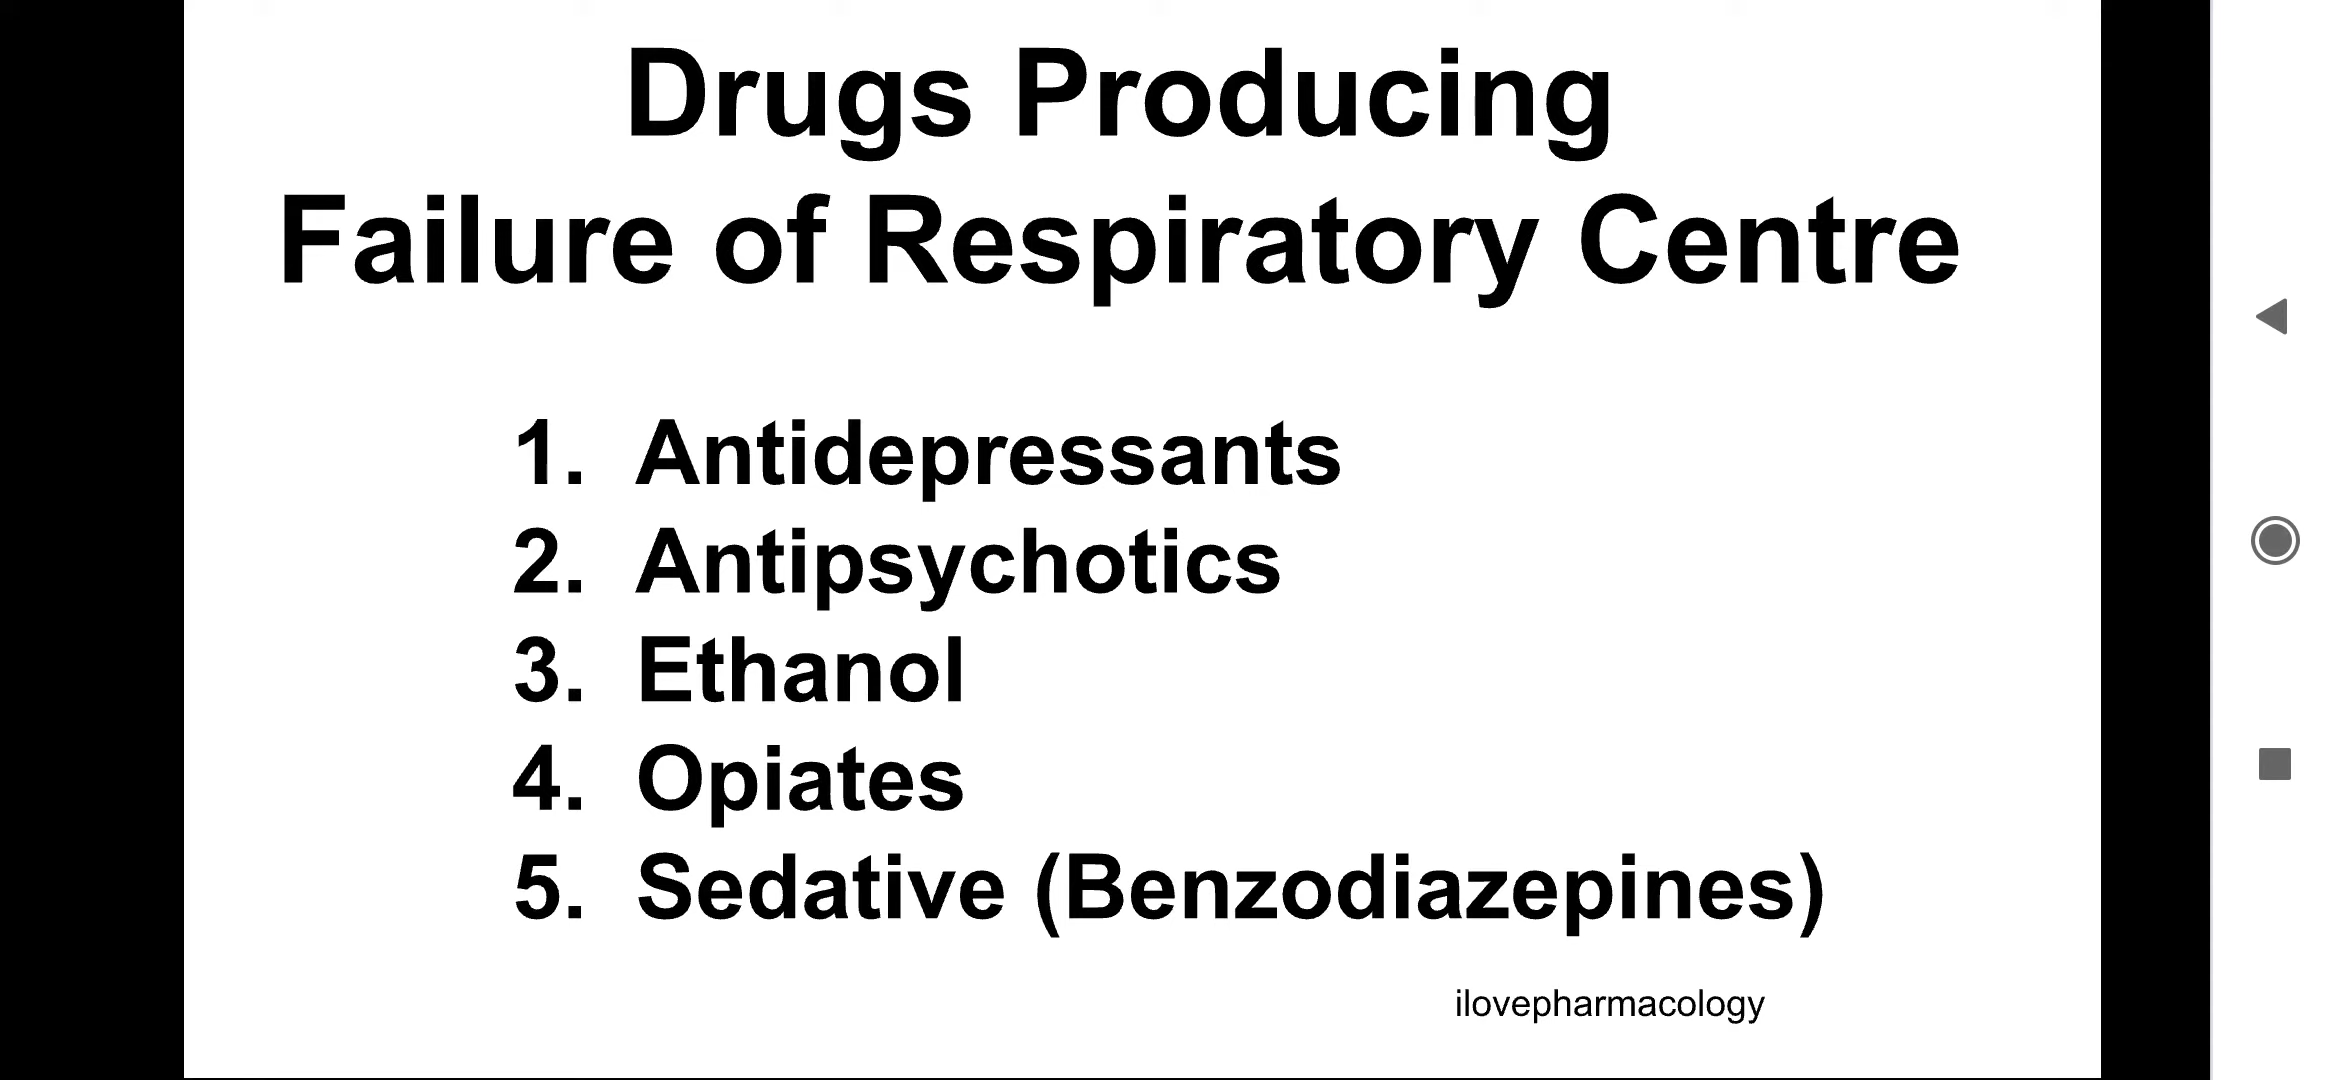 Drugs Producing
Failure of Respiratory Centre
1. Antidepressants
2. Antipsychotics
3. Ethanol
4. Opiates
5. Sedative (Benzodiazepines)
ilovepharmacology